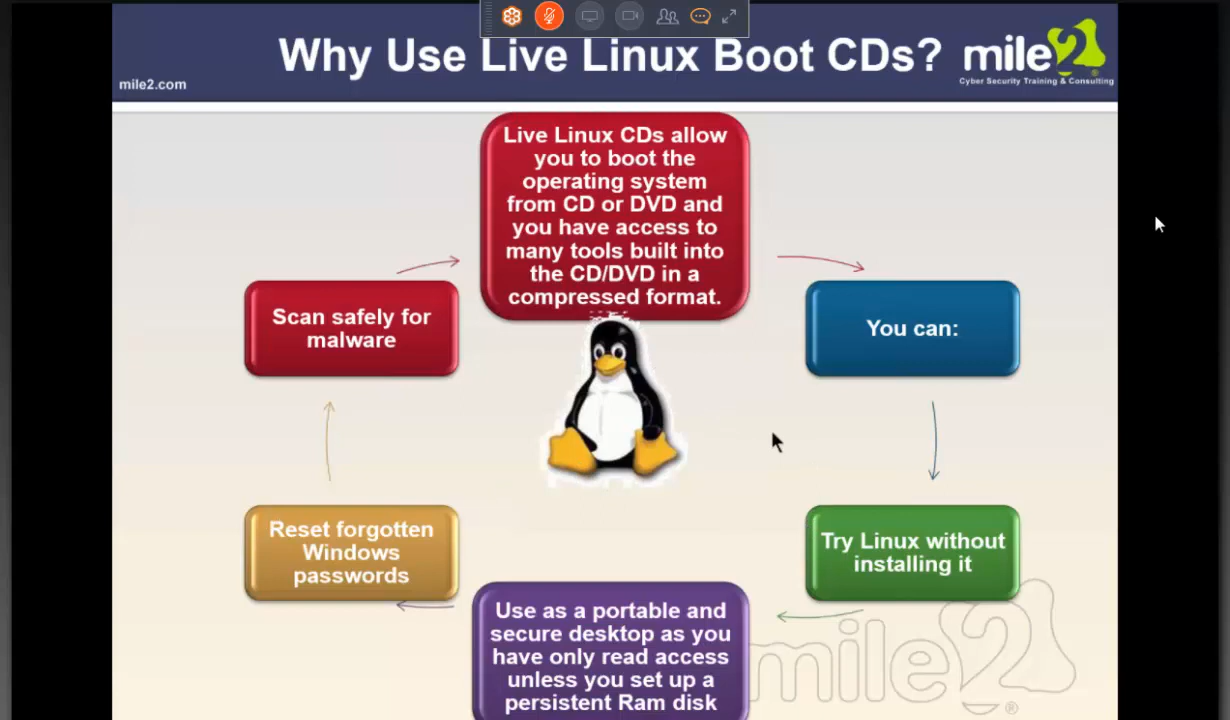 Why Use Live Linux Boot CDs?
mile2
Cyber Security Training & Consulting
mile2.com
Live Linux CDs allow
you to boot the
operating system
from CD or DVD and
you have access to
many tools built into
the CD/DVD in a
compressed format.
You can:
Try Linux without
installing it
Use as a portable and
secure desktop as you
have only read access
unless you set up a
persistent Ram disk
Reset forgotten
Windows
passwords
Scan safely for
malware
mile2